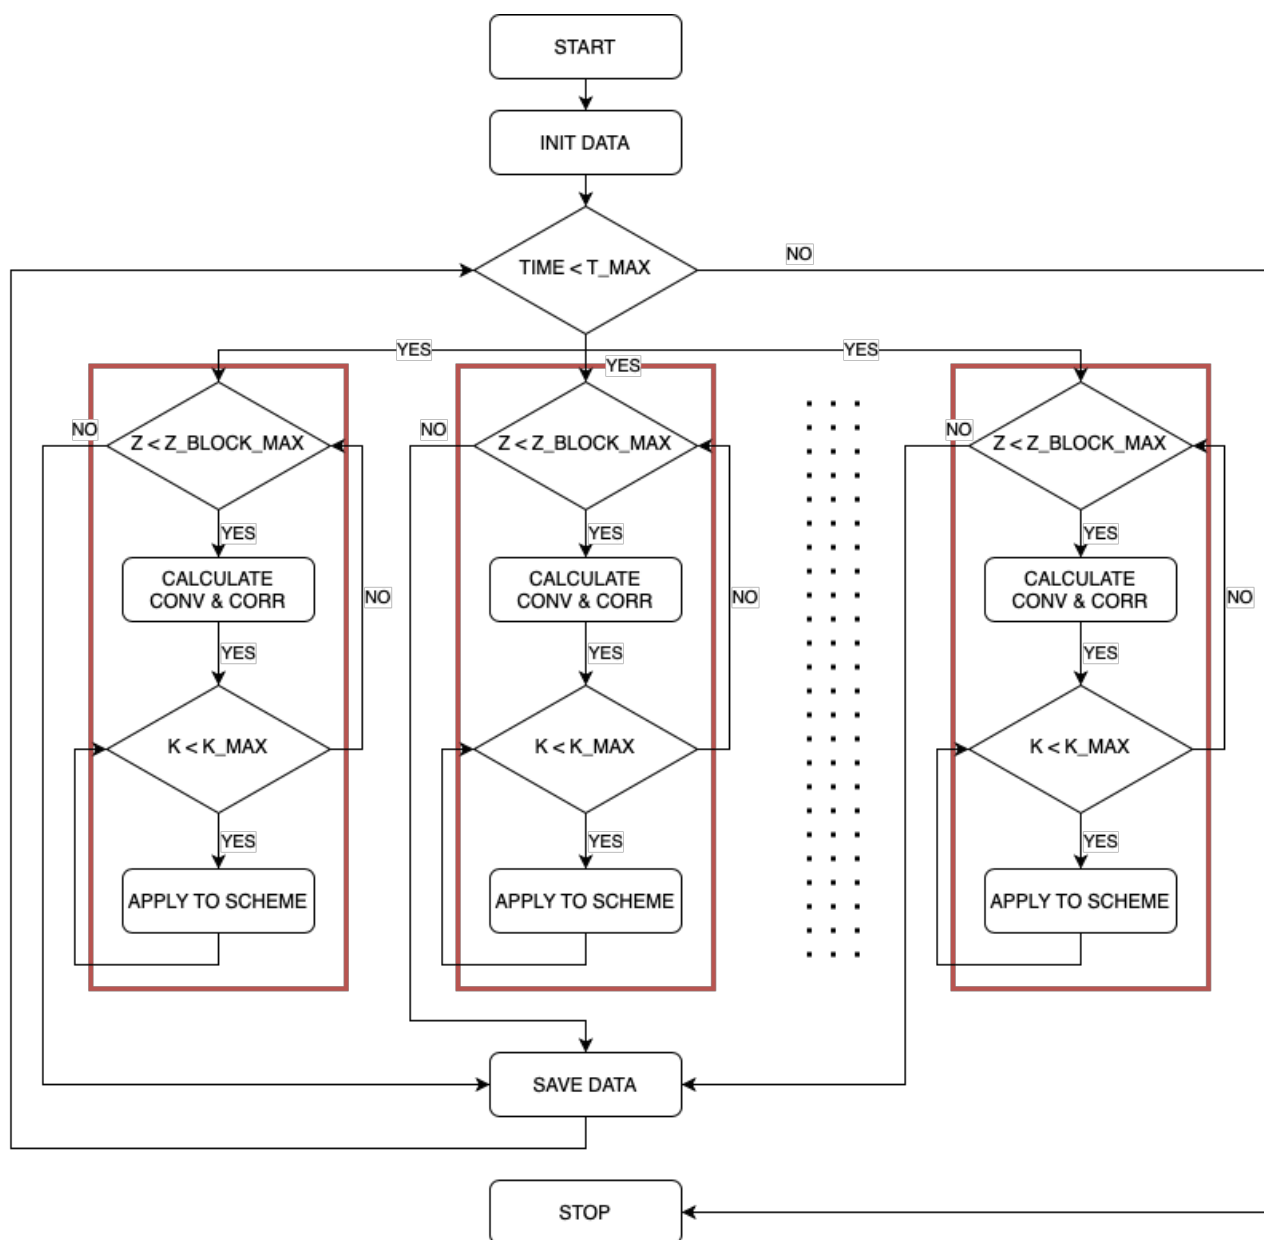 START
INIT DATA
TIME < T_MAX
NO
YES
YES
YES
NO
Z < Z_BLOCK_MAX
NO
Z < Z_BLOCK_MAX
NO
Z < Z_BLOCK_MAX
YES
YES
YES
CALCULATE
CONV & CORR
NO
CALCULATE
CONV & CORR
NO
CALCULATE
CONV & CORR
NO
YES
YES
YES
K < K_MAX
K < K_MAX
K < K_MAX
YES
YES
YES
APPLY TO SCHEME
APPLY TO SCHEME
APPLY TO SCHEME
SAVE DATA
STOP